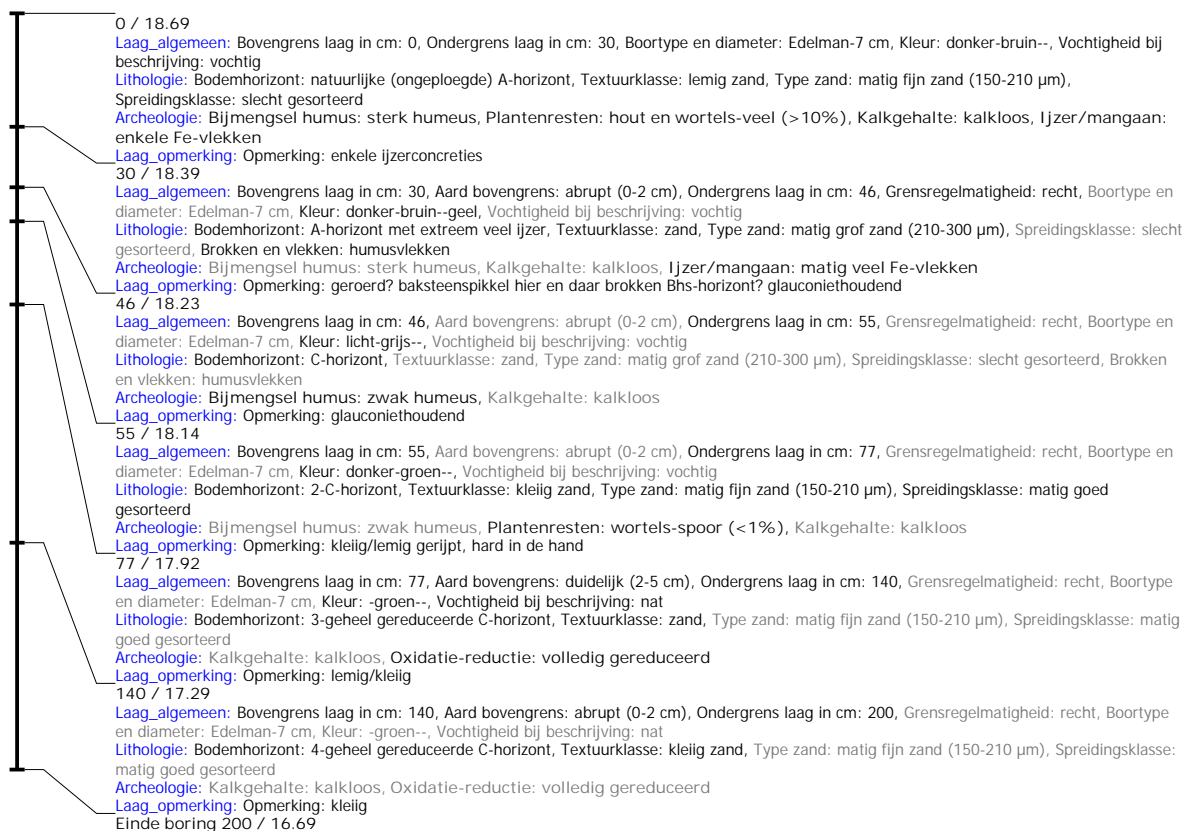 0 / 18.69
Laag_algemeen: Bovengrens laag in cm: 0, Ondergrens laag in cm: 30, Boortype en diameter: Edelman-7 cm, Kleur: donker-bruin--, Vochtigheid bij
beschrijving: vochtig
Lithologie: Bodemhorizont: natuurlijke (ongeploegde) A-horizont, Textuurklasse: lemig zand, Type zand: matig fijn zand (150-210 µm),
Spreidingsklasse: slecht gesorteerd
Archeologie: Bijmengsel humus: sterk humeus, Plantenresten: hout en wortels-veel (>10%), Kalkgehalte: kalkloos, Ijzer/mangaan:
enkele Fe-vlekken
Laag_opmerking: Opmerking: enkele ijzerconcreties
30 / 18.39
Laag_algemeen: Bovengrens laag in cm: 30, Aard bovengrens: abrupt (0-2 cm), Ondergrens laag in cm: 46, Grensregelmatigheid: recht, Boortype en
diameter: Edelman-7 cm, Kleur: donker-bruin--geel, Vochtigheid bij beschrijving: vochtig
Lithologie: Bodemhorizont: A-horizont met extreem veel ijzer, Textuurklasse: zand, Type zand: matig grof zand (210-300 µm), Spreidingsklasse: slecht
gesorteerd, Brokken en vlekken: humusvlekken
Archeologie: Bijmengsel humus: sterk humeus, Kalkgehalte: kalkloos, Ijzer/mangaan: matig veel Fe-vlekken
Laag_opmerking: Opmerking: geroerd? baksteenspikkel hier en daar brokken Bhs-horizont? glauconiethoudend
46 / 18.23
Laag_algemeen: Bovengrens laag in cm: 46, Aard bovengrens: abrupt (0-2 cm), Ondergrens laag in cm: 55, Grensregelmatigheid: recht, Boortype en
diameter: Edelman-7 cm, Kleur: licht-grijs--, Vochtigheid bij beschrijving: vochtig
Lithologie: Bodemhorizont: C-horizont, Textuurklasse: zand, Type zand: matig grof zand (210-300 µm), Spreidingsklasse: slecht gesorteerd, Brokken
en vlekken: humusvlekken
Archeologie: Bijmengsel humus: zwak humeus, Kalkgehalte: kalkloos
Laag_opmerking: Opmerking: glauconiethoudend
55 / 18.14
Laag_algemeen: Bovengrens laag in cm: 55, Aard bovengrens: abrupt (0-2 cm), Ondergrens laag in cm: 77, Grensregelmatigheid: recht, Boortype en
diameter: Edelman-7 cm, Kleur: donker-groen--, Vochtigheid bij beschrijving: vochtig
Lithologie: Bodemhorizont: 2-C-horizont, Textuurklasse: kleiig zand, Type zand: matig fijn zand (150-210 µm), Spreidingsklasse: matig goed
gesorteerd
Archeologie: Bijmengsel humus: zwak humeus, Plantenresten: wortels-spoor (<1%), Kalkgehalte: kalkloos
Laag_opmerking: Opmerking: kleiig/lemig gerijpt, hard in de hand
77 / 17.92
Laag_algemeen: Bovengrens laag in cm: 77, Aard bovengrens: duidelijk (2-5 cm), Ondergrens laag in cm: 140, Grensregelmatigheid: recht, Boortype
en diameter: Edelman-7 cm, Kleur: -groen--, Vochtigheid bij beschrijving: nat
Lithologie: Bodemhorizont: 3-geheel gereduceerde C-horizont, Textuurklasse: zand, Type zand: matig fijn zand (150-210 µm), Spreidingsklasse: matig
goed gesorteerd
Archeologie: Kalkgehalte: kalkloos, Oxidatie-reductie: volledig gereduceerd
Laag_opmerking: Opmerking: lemig/kleiig
140 / 17.29
Laag_algemeen: Bovengrens laag in cm: 140, Aard bovengrens: abrupt (0-2 cm), Ondergrens laag in cm: 200, Grensregelmatigheid: recht, Boortype
en diameter: Edelman-7 cm, Kleur: -groen--, Vochtigheid bij beschrijving: nat
Lithologie: Bodemhorizont: 4-geheel gereduceerde C-horizont, Textuurklasse: kleiig zand, Type zand: matig fijn zand (150-210 µm), Spreidingsklasse:
matig goed gesorteerd
Archeologie: Kalkgehalte: kalkloos, Oxidatie-reductie: volledig gereduceerd
Laag_opmerking: Opmerking: kleiig
Einde boring 200 / 16.69